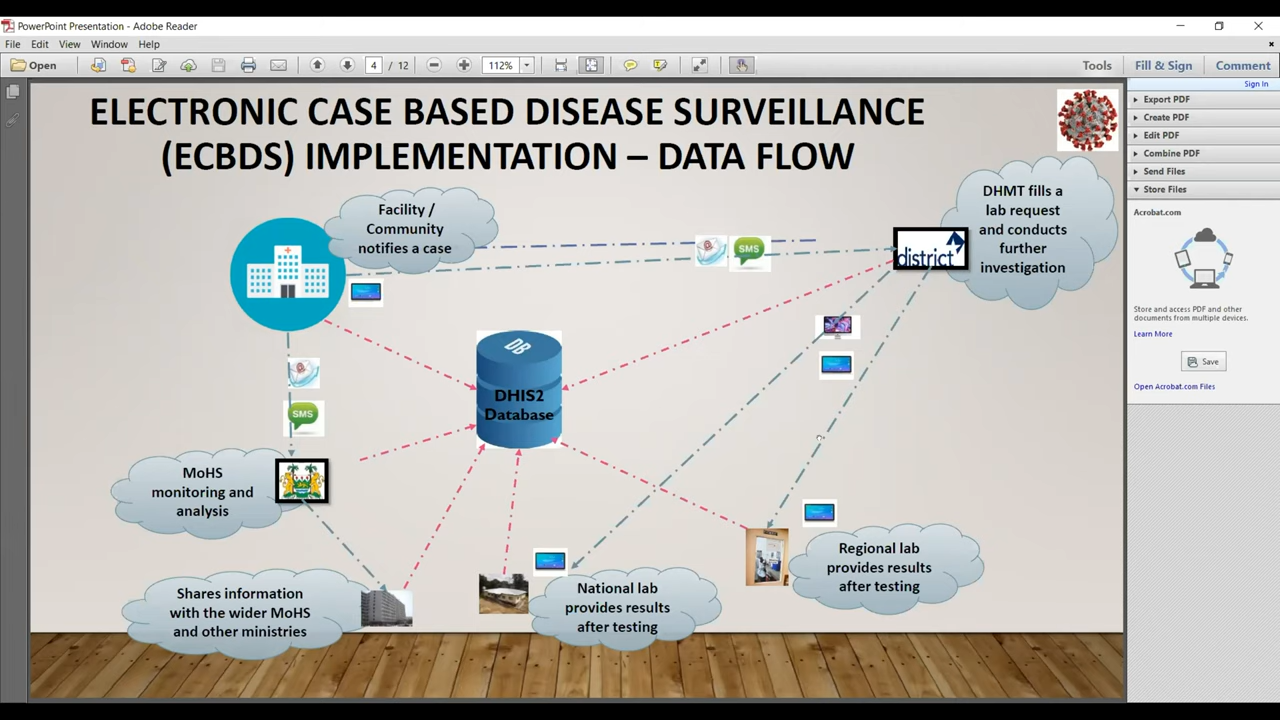 PowerPoint Presentation - Adobe Reader
File Edit View Window Help
Open 4 / 12 112% Tools Fill & Sign Comment
Sign In
Export PDF
Create PDF
Edit PDF
Combine PDF
Send Files
Store Files
Acrobat.com
Store and access PDF and other
documents from multiple devices.
Learn More
Save
Open Acrobat.com Files
ELECTRONIC CASE BASED DISEASE SURVEILLANCE
(ECBDS) IMPLEMENTATION – DATA FLOW
Facility /
Community
notifies a case
SMS
district
DHMT fills a
lab request
and conducts
further
investigation
DB
DHIS2
Database
SMS
MoHS
monitoring and
analysis
Shares information
with the wider MoHS
and other ministries
National lab
provides results
after testing
Regional lab
provides results
after testing